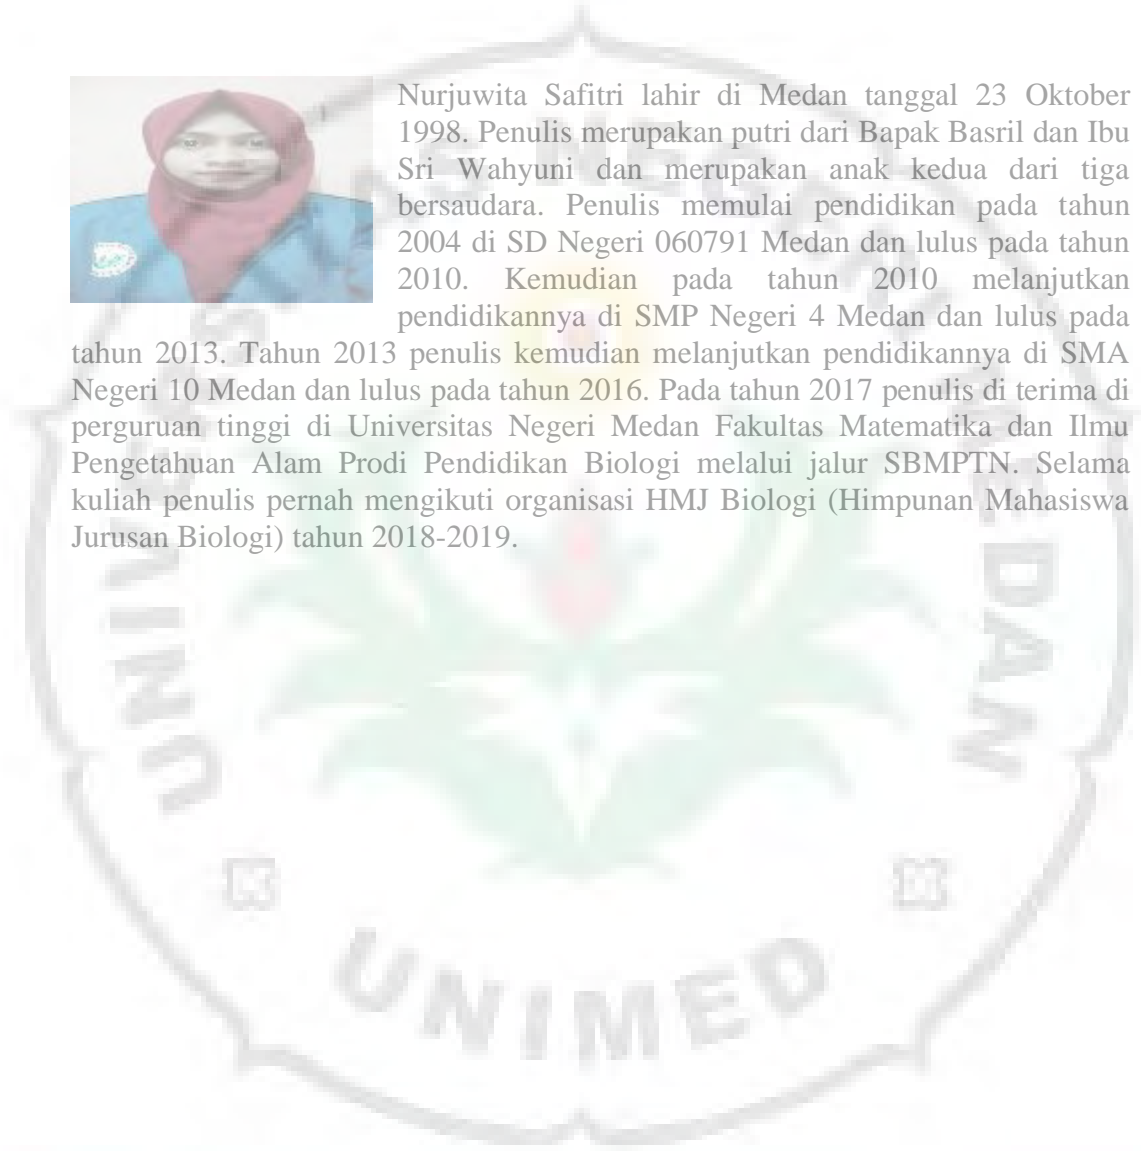 Nurjuwita Safitri lahir di Medan tanggal 23 Oktober
1998. Penulis merupakan putri dari Bapak Basril dan Ibu
Sri Wahyuni dan merupakan anak kedua dari tiga
bersaudara. Penulis memulai pendidikan pada tahun
2004 di SD Negeri 060791 Medan dan lulus pada tahun
2010. Kemudian pada tahun 2010 melanjutkan
pendidikannya di SMP Negeri 4 Medan dan lulus pada
tahun 2013. Tahun 2013 penulis kemudian melanjutkan pendidikannya di SMA
Negeri 10 Medan dan lulus pada tahun 2016. Pada tahun 2017 penulis di terima di
perguruan tinggi di Universitas Negeri Medan Fakultas Matematika dan Ilmu
Pengetahuan Alam Prodi Pendidikan Biologi melalui jalur SBMPTN. Selama
kuliah penulis pernah mengikuti organisasi HMJ Biologi (Himpunan Mahasiswa
Jurusan Biologi) tahun 2018-2019.
UNIVERSITAS NEGERI MEDAN
UNIMED